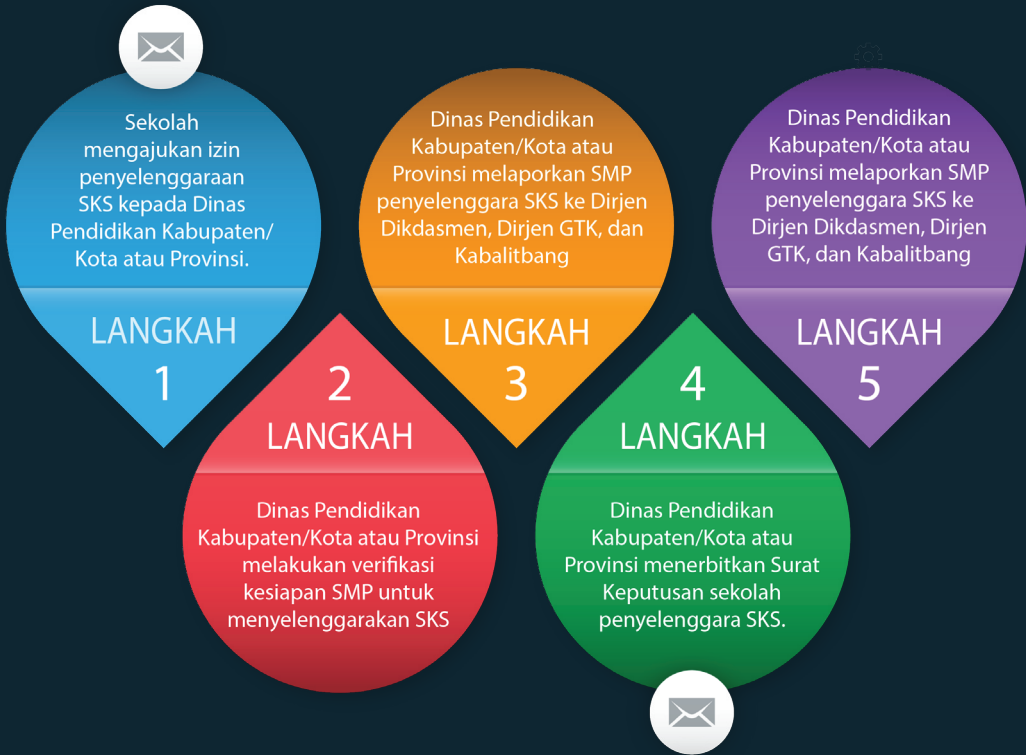 Sekolah
mengajukan izin
penyelenggaraan
SKS kepada Dinas
Pendidikan Kabupaten/
Kota atau Provinsi.
LANGKAH
1
2
LANGKAH
Dinas Pendidikan
Kabupaten/Kota atau Provinsi
melakukan verifikasi
kesiapan SMP untuk
menyelenggarakan SKS
Dinas Pendidikan
Kabupaten/Kota atau
Provinsi melaporkan SMP
penyelenggara SKS ke Dirjen
Dikdasmen, Dirjen GTK, dan
Kabalitbang
LANGKAH
3
4
LANGKAH
Dinas Pendidikan
Kabupaten/Kota atau
Provinsi menerbitkan Surat
Keputusan sekolah
penyelenggara SKS.
Dinas Pendidikan
Kabupaten/Kota atau
Provinsi melaporkan SMP
penyelenggara SKS ke
Dirjen Dikdasmen, Dirjen
GTK, dan Kabalitbang
LANGKAH
5